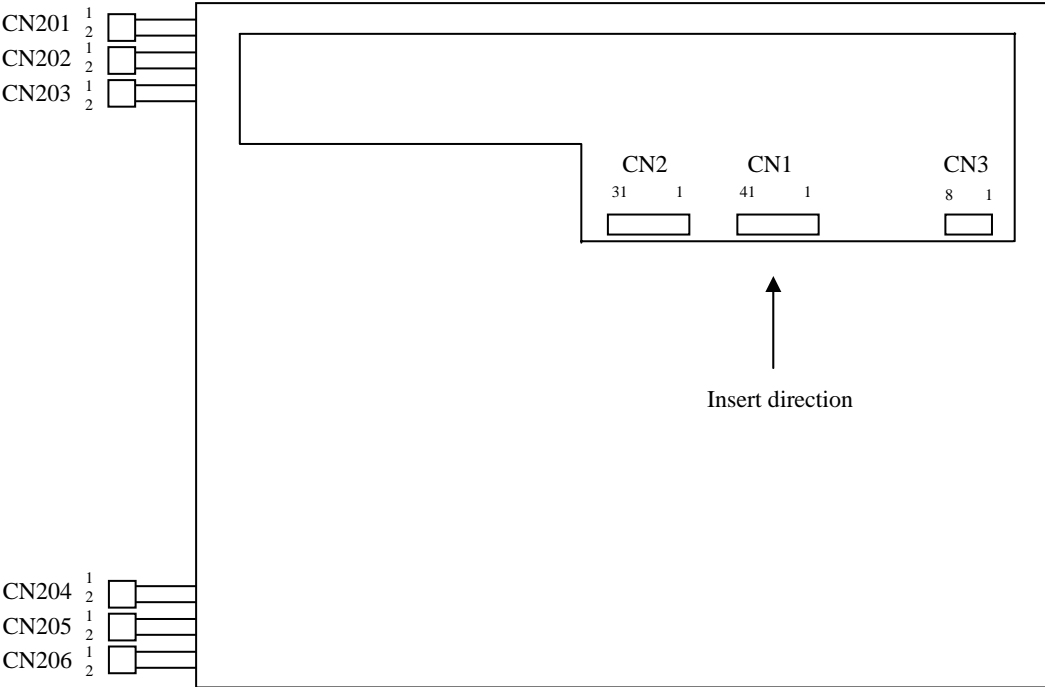 CN201 1
2
CN202 1
2
CN203 1
2
CN2 CN1 CN3
31 1 41 1 8 1
Insert direction
CN204 1
2
CN205 1
2
CN206 1
2